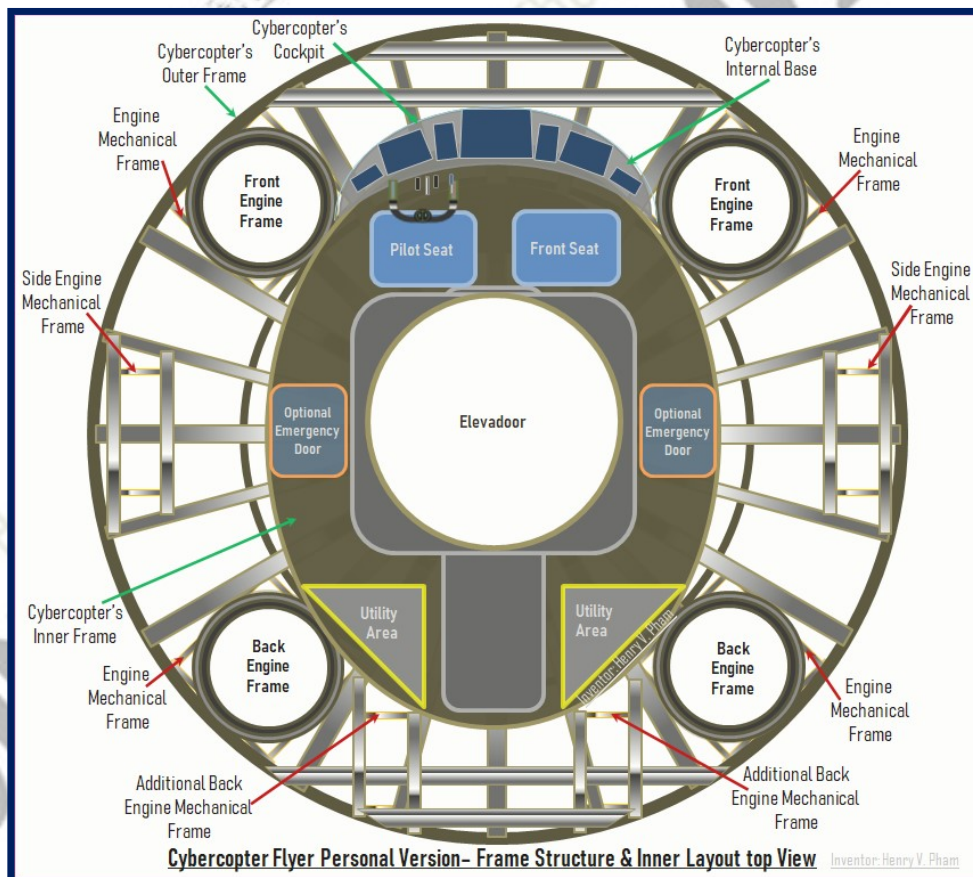 Cybercopter's
Cockpit
Cybercopter's
Outer Frame
Cybercopter's
Internal Base
Engine
Mechanical
Frame
Engine
Mechanical
Frame
Front
Engine
Frame
Front
Engine
Frame
Pilot Seat
Front Seat
Side Engine
Mechanical
Frame
Side Engine
Mechanical
Frame
Optional
Emergency
Door
Elevadoor
Optional
Emergency
Door
Cybercopter's
Inner Frame
Utility
Area
Utility
Area
Inventor: Henry V. Pham
Back
Engine
Frame
Back
Engine
Frame
Engine
Mechanical
Frame
Engine
Mechanical
Frame
Additional Back
Engine Mechanical
Frame
Additional Back
Engine Mechanical
Frame
Cybercopter Flyer Personal Version– Frame Structure & Inner Layout top View
Inventor: Henry V. Pham